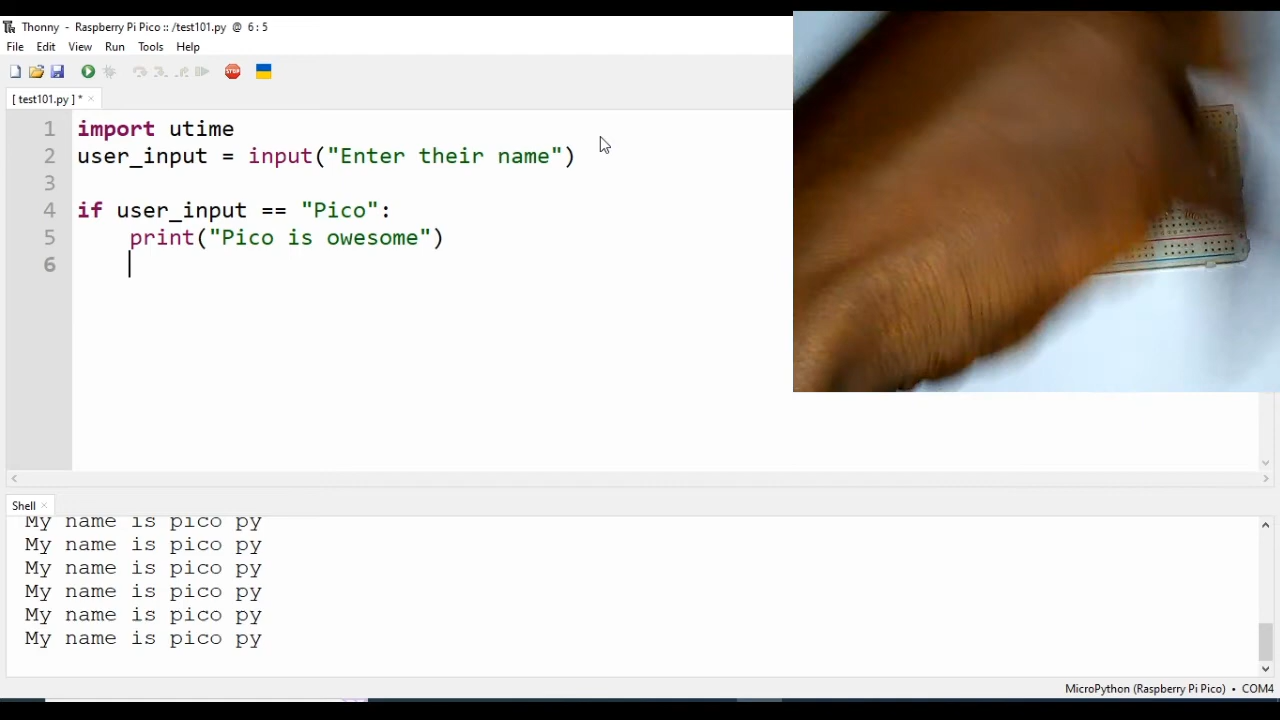 Thonny - Raspberry Pi Pico :: /test101.py @ 6 : 5
File Edit View Run Tools Help
STOP
[ test101.py ] * ×
1 import utime
2 user_input = input("Enter their name")
3
4 if user_input == "Pico":
5 print("Pico is owesome")
6
Shell ×
My name is pico py
My name is pico py
My name is pico py
My name is pico py
My name is pico py
My name is pico py
MicroPython (Raspberry Pi Pico) • COM4